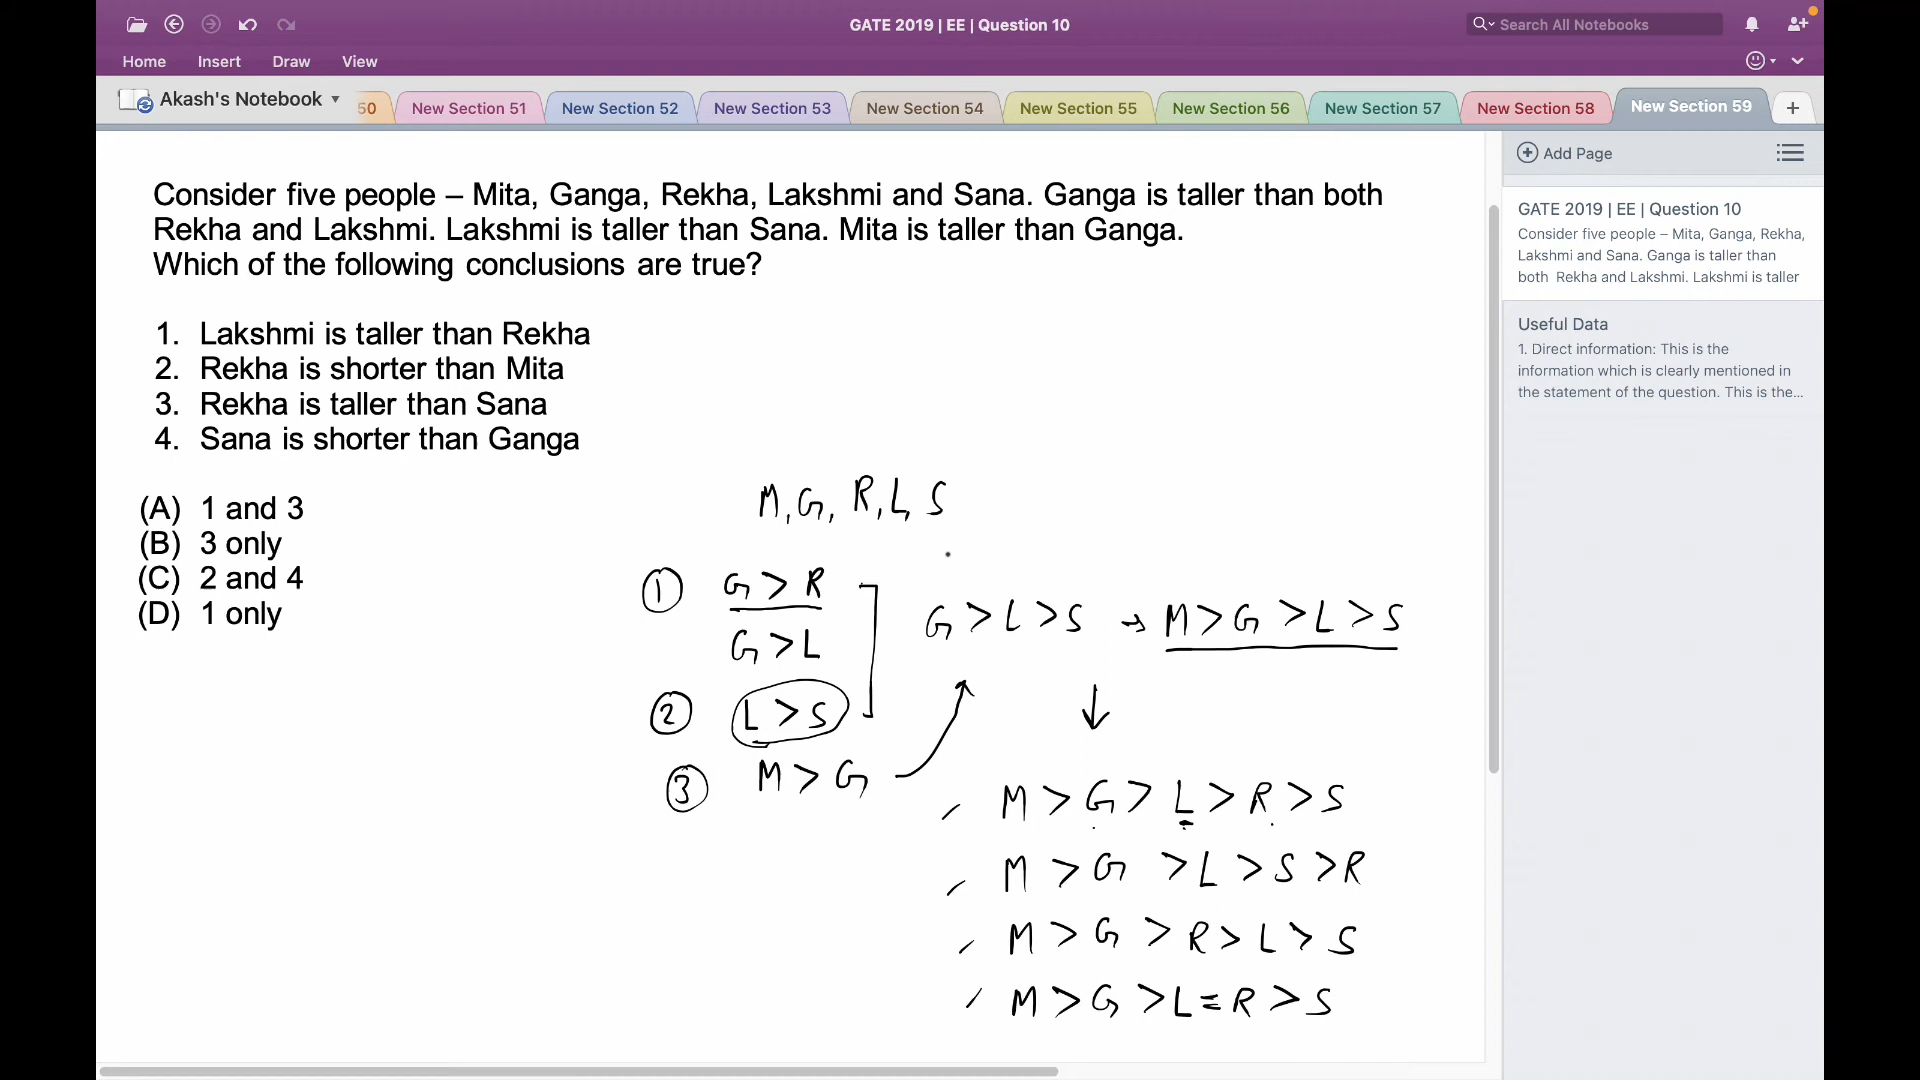 GATE 2019 | EE | Question 10
Search All Notebooks
Home Insert Draw View
Akash's Notebook
50 New Section 51 New Section 52 New Section 53 New Section 54 New Section 55 New Section 56 New Section 57 New Section 58 New Section 59
Consider five people – Mita, Ganga, Rekha, Lakshmi and Sana. Ganga is taller than both
Rekha and Lakshmi. Lakshmi is taller than Sana. Mita is taller than Ganga.
Which of the following conclusions are true?
1. Lakshmi is taller than Rekha
2. Rekha is shorter than Mita
3. Rekha is taller than Sana
4. Sana is shorter than Ganga
(A) 1 and 3
(B) 3 only
(C) 2 and 4
(D) 1 only
M, G, R, L, S
① G > R
G > L
② L > S
③ M > G
G > L > S → M > G > L > S
M > G > L > R > S
M > G > L > S > R
M > G > R > L > S
M > G > L = R > S
Add Page
GATE 2019 | EE | Question 10
Consider five people – Mita, Ganga, Rekha,
Lakshmi and Sana. Ganga is taller than
both Rekha and Lakshmi. Lakshmi is taller
Useful Data
1. Direct information: This is the
information which is clearly mentioned in
the statement of the question. This is the...